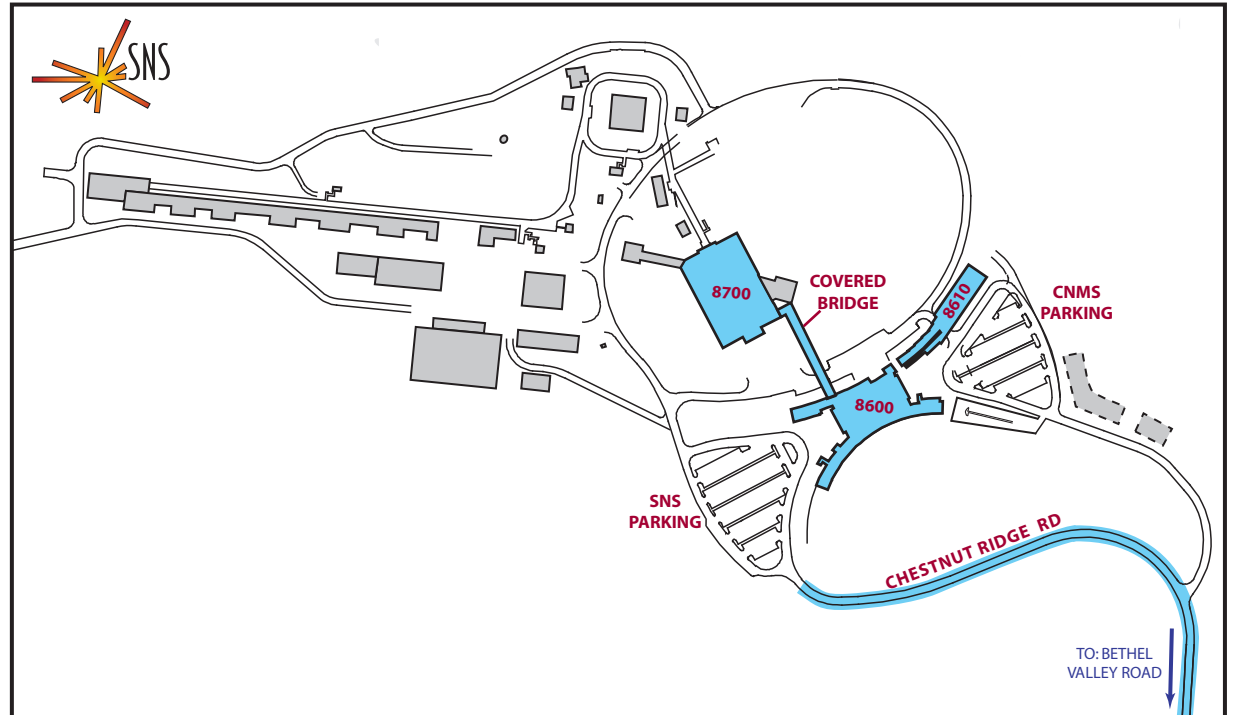 SNS
8700
COVERED
BRIDGE
8610
CNMS
PARKING
8600
SNS
PARKING
CHESTNUT RIDGE RD
TO: BETHEL
VALLEY ROAD